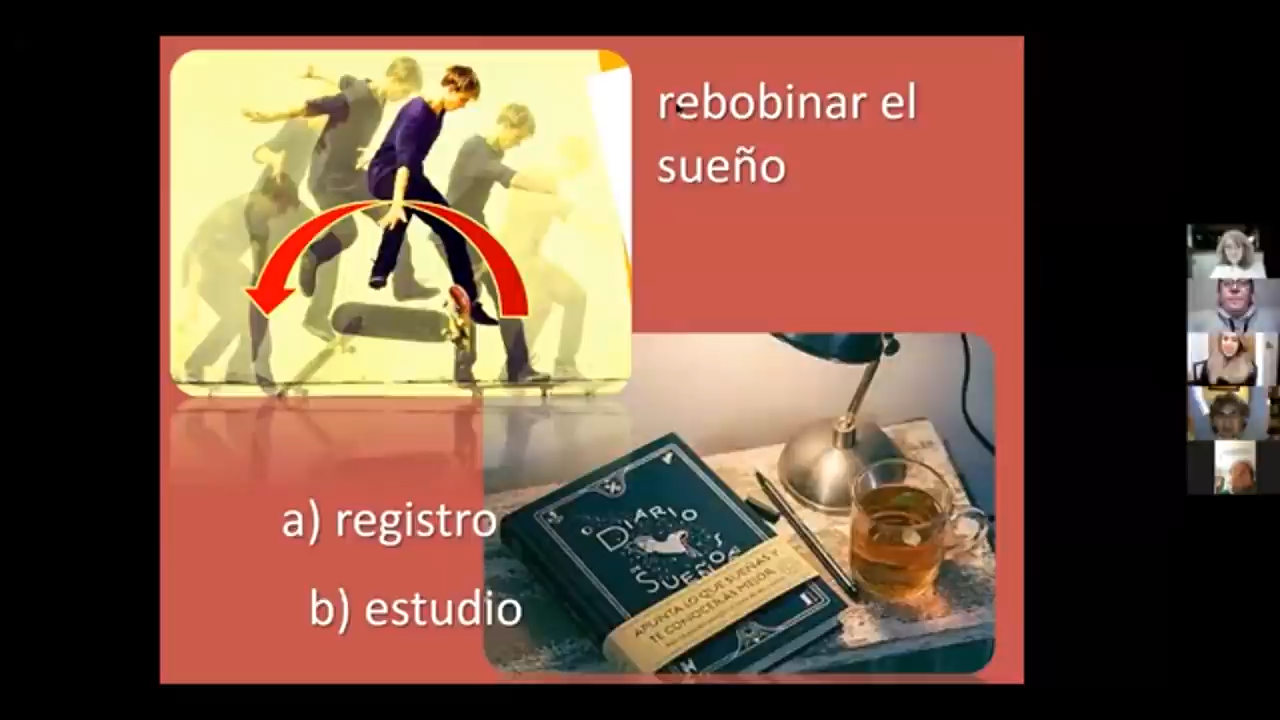 rebobinar el
sueño
a) registro
b) estudio
DIARIO
DE
SUEÑOS
APUNTA LO QUE SUEÑAS Y
TE CONOCERÁS MEJOR